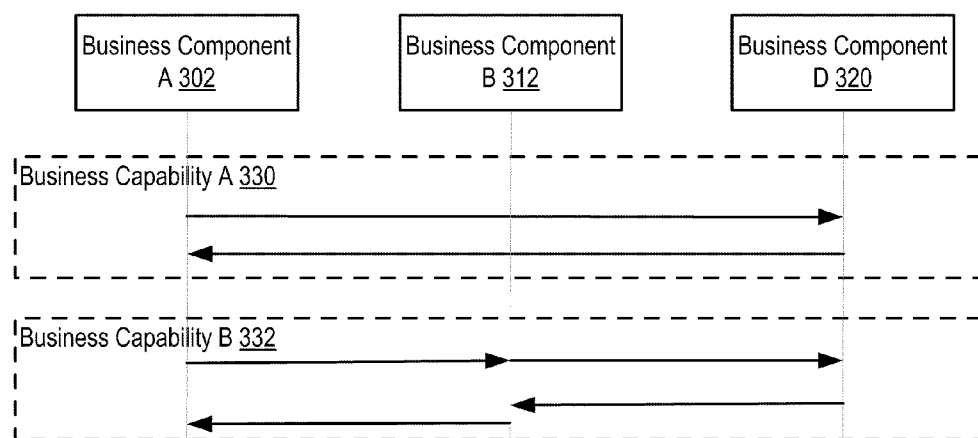 Business Component
A 302
Business Component
B 312
Business Component
D 320
Business Capability A 330
Business Capability B 332